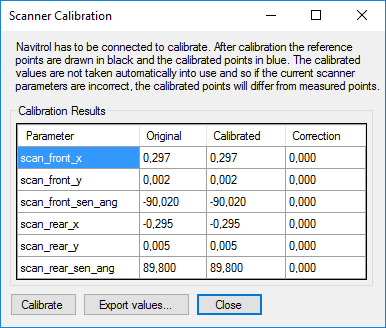 Scanner Calibration
Navitrol has to be connected to calibrate. After calibration the reference
points are drawn in black and the calibrated points in blue. The calibrated
values are not taken automatically into use and so if the current scanner
parameters are incorrect, the calibrated points will differ from measured points.
Calibration Results
Parameter Original Calibrated Correction
scan_front_x 0,297 0,297 0,000
scan_front_y 0,002 0,002 0,000
scan_front_sen_ang -90,020 -90,020 0,000
scan_rear_x -0,295 -0,295 0,000
scan_rear_y 0,005 0,005 0,000
scan_rear_sen_ang 89,800 89,800 0,000
Calibrate Export values... Close